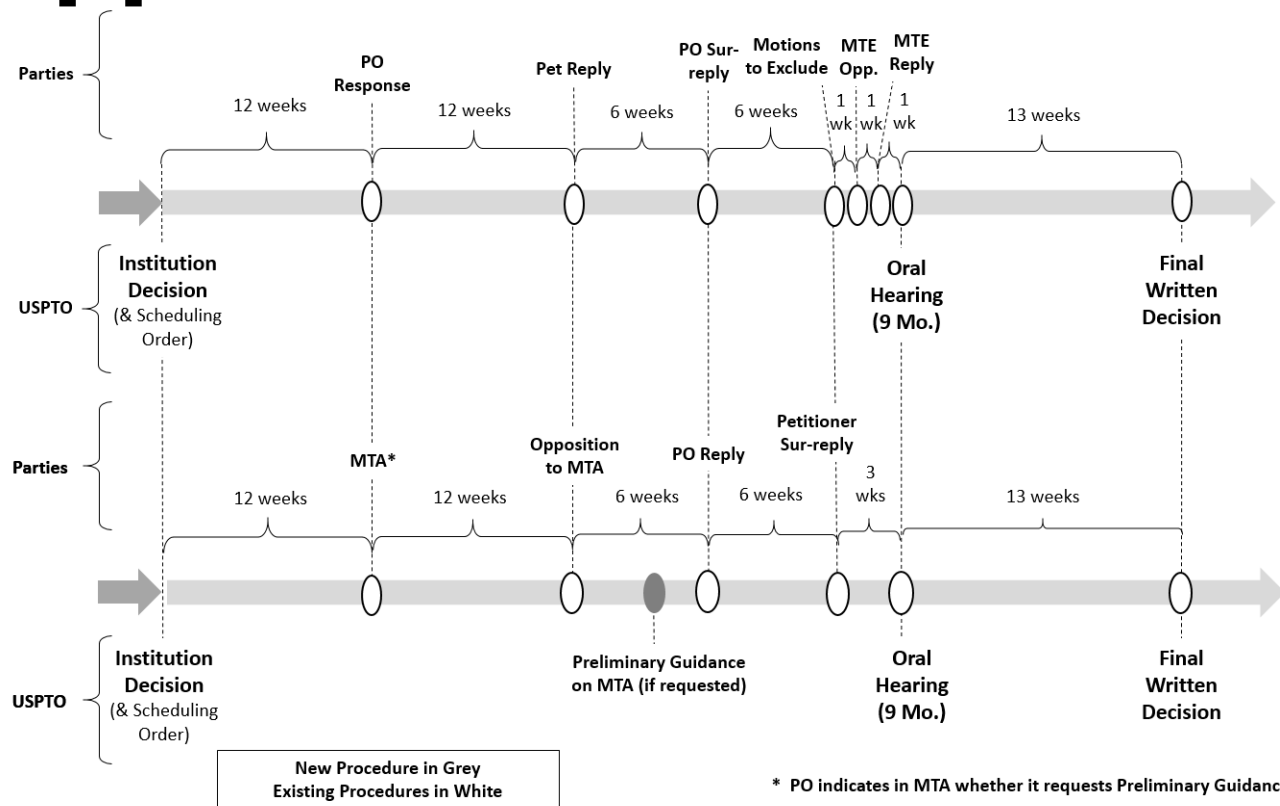 Parties
PO
Response
Pet Reply
PO Sur-
reply
Motions
to Exclude
MTE
Opp.
MTE
Reply
12 weeks
12 weeks
6 weeks
6 weeks
1
wk
1
wk
1
wk
13 weeks
USPTO
Institution
Decision
(& Scheduling
Order)
Oral
Hearing
(9 Mo.)
Final
Written
Decision
Parties
MTA*
Opposition
to MTA
PO Reply
Petitioner
Sur-reply
12 weeks
12 weeks
6 weeks
6 weeks
3
wks
13 weeks
USPTO
Institution
Decision
(& Scheduling
Order)
Preliminary Guidance
on MTA (if requested)
Oral
Hearing
(9 Mo.)
Final
Written
Decision
New Procedure in Grey
Existing Procedures in White
* PO indicates in MTA whether it requests Preliminary Guidanc